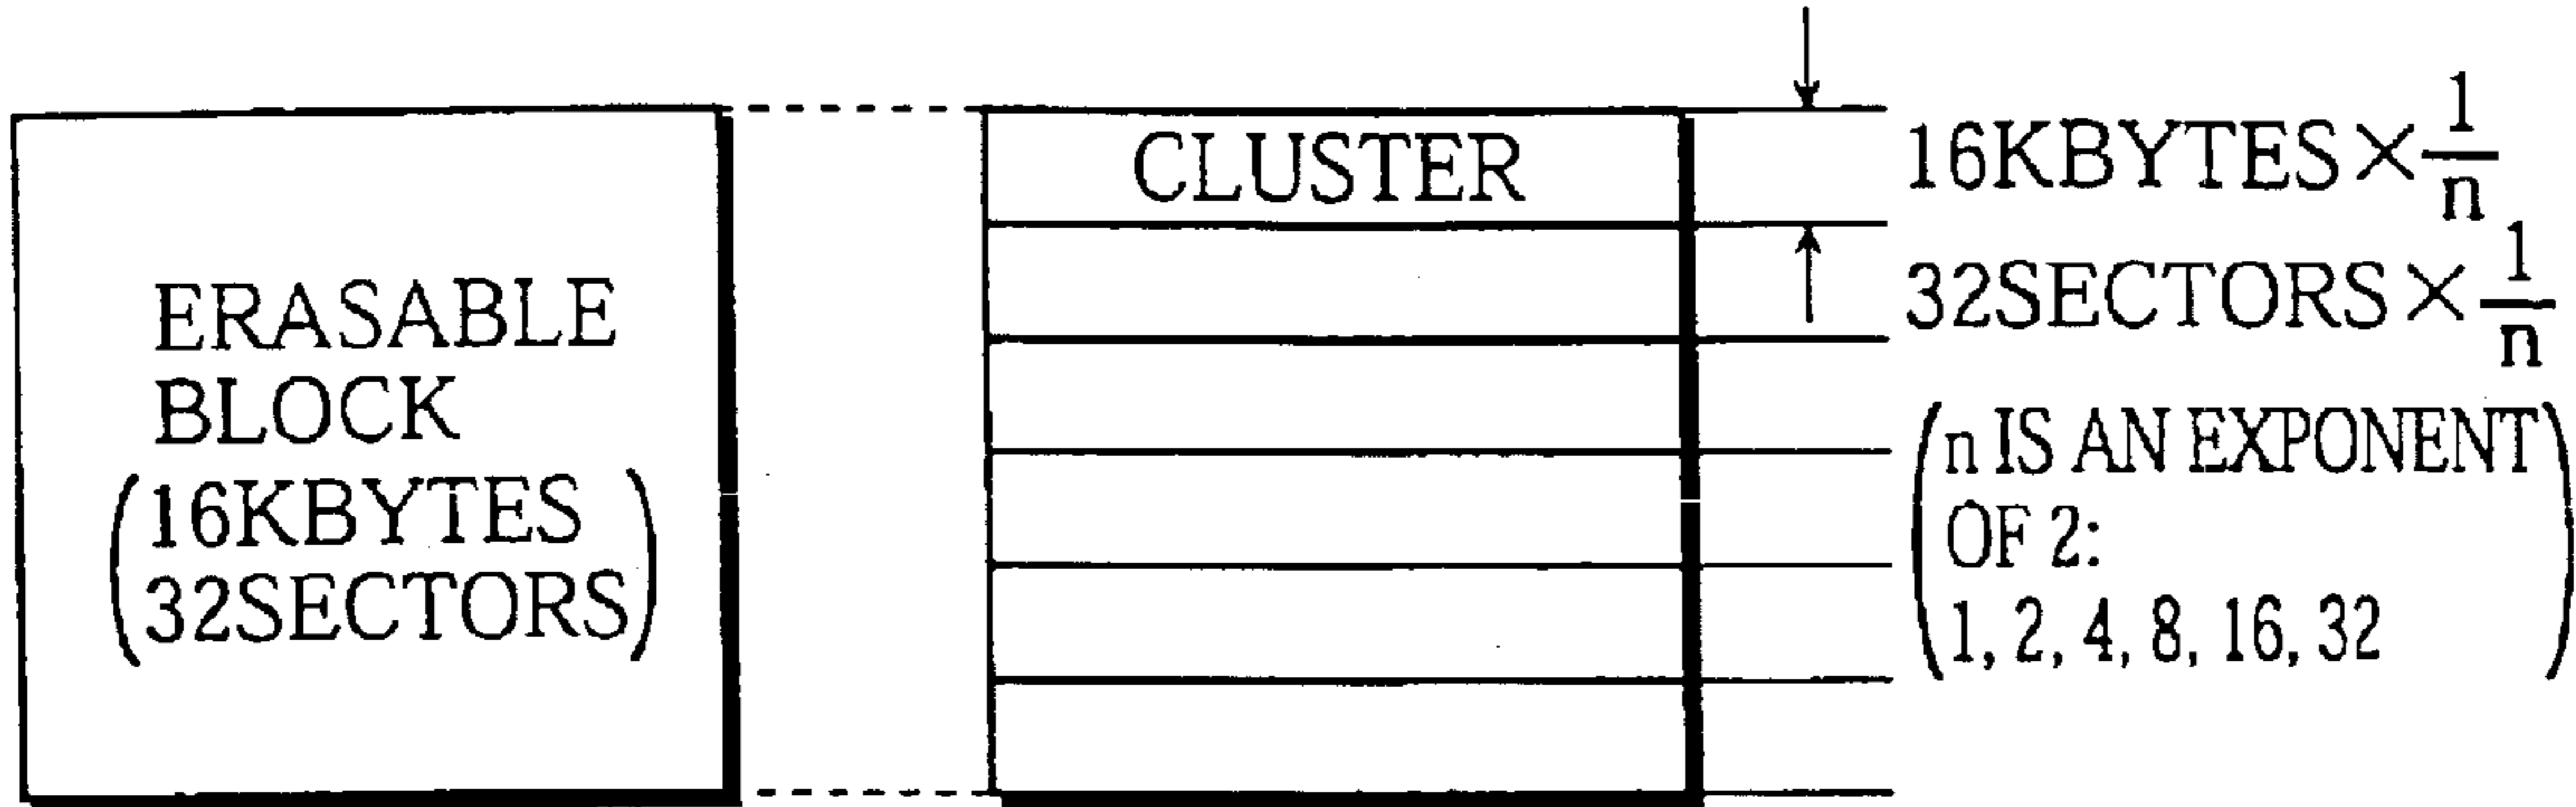 ERASABLE
BLOCK
(16KBYTES
32SECTORS)
CLUSTER
16KBYTES×1/n
32SECTORS×1/n
(n IS AN EXPONENT
OF 2:
1, 2, 4, 8, 16, 32)